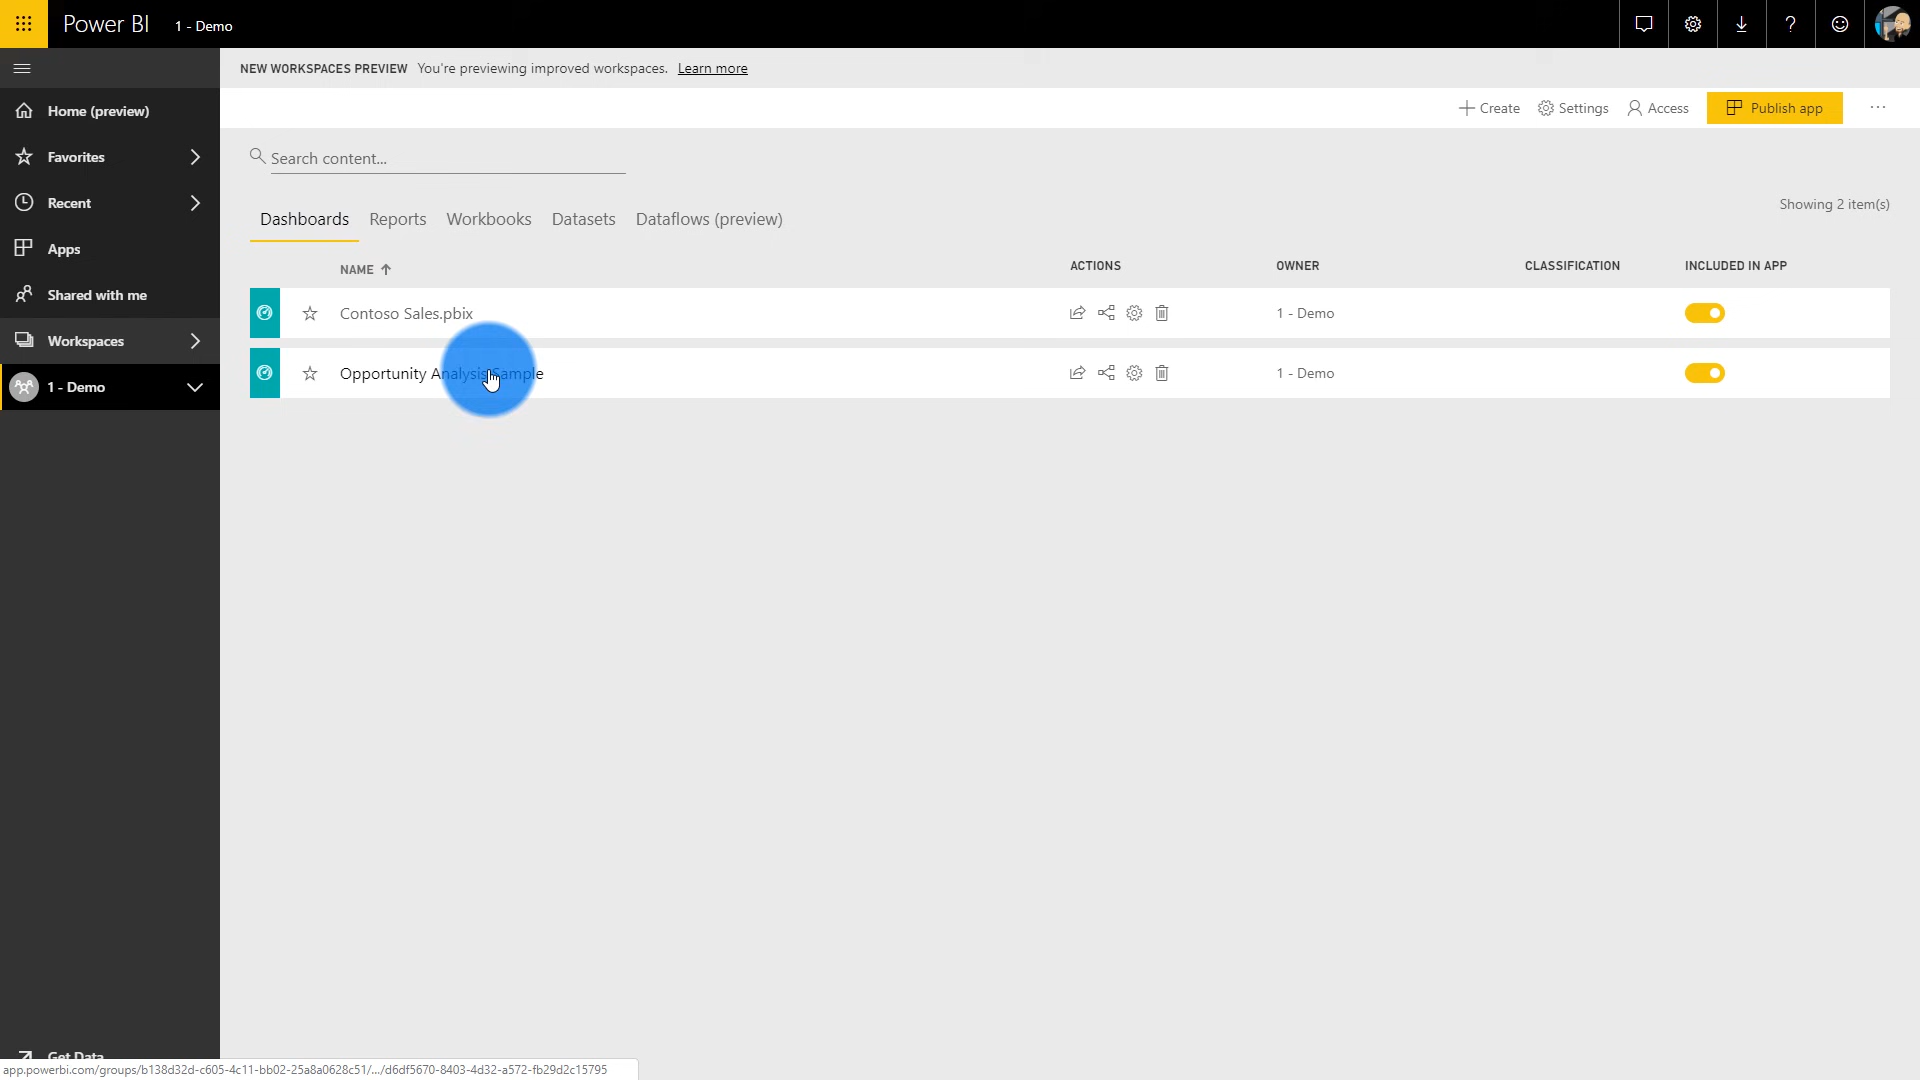 Power BI 1 - Demo
NEW WORKSPACES PREVIEW You're previewing improved workspaces. Learn more
Home (preview)
Create Settings Access Publish app ...
Favorites
Search content...
Recent
Showing 2 item(s)
Dashboards Reports Workbooks Datasets Dataflows (preview)
Apps
NAME ACTIONS OWNER CLASSIFICATION INCLUDED IN APP
Shared with me
Contoso Sales.pbix 1 - Demo
Workspaces
Opportunity Analysis Sample 1 - Demo
1 - Demo
Get Data
app.powerbi.com/groups/b138d32d-c605-4c11-bb02-25a8a0628c51/.../d6df5670-8403-4d32-a572-fb29d2c15795